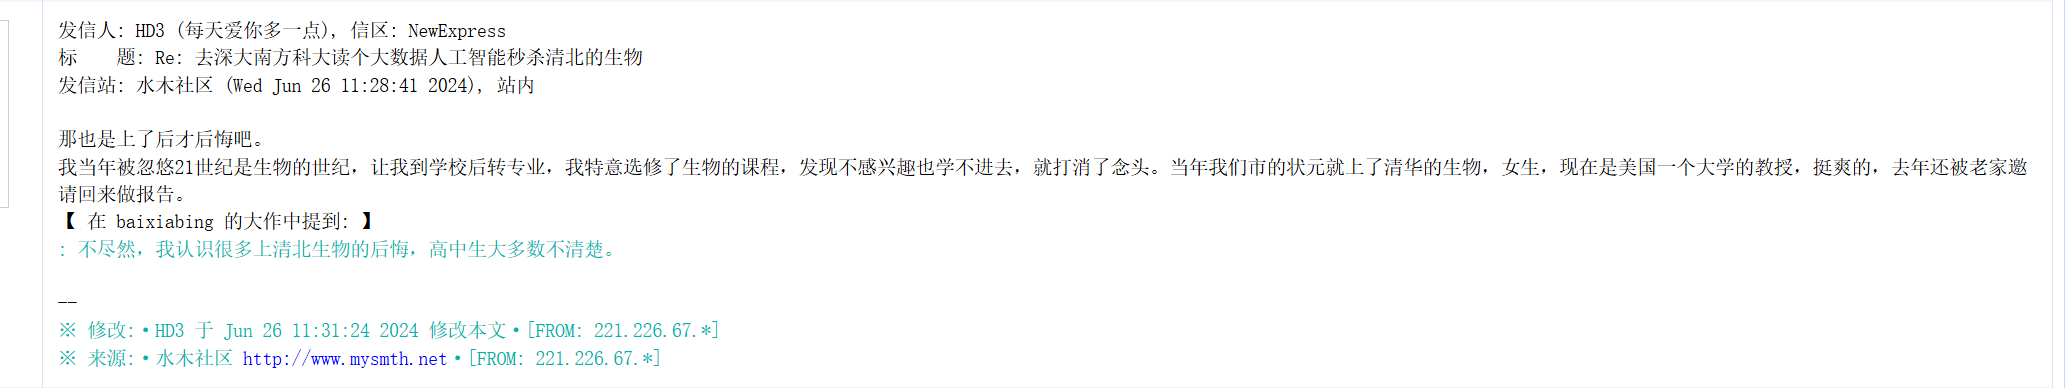 发信人: HD3 (每天爱你多一点), 信区: NewExpress
标　　题: Re: 去深大南方科大读个大数据人工智能秒杀清北的生物
发信站: 水木社区 (Wed Jun 26 11:28:41 2024), 站内
那也是上了后才后悔吧。
我当年被忽悠21世纪是生物的世纪，让我到学校后转专业，我特意选修了生物的课程，发现不感兴趣也学不进去，就打消了念头。当年我们市的状元就上了清华的生物，女生，现在是美国一个大学的教授，挺爽的，去年还被老家邀
请回来做报告。
【 在 baixiabing 的大作中提到: 】
: 不尽然，我认识很多上清北生物的后悔，高中生大多数不清楚。
--
※ 修改:·HD3 于 Jun 26 11:31:24 2024 修改本文·[FROM: 221.226.67.*]
※ 来源:·水木社区 http://www.mysmth.net·[FROM: 221.226.67.*]